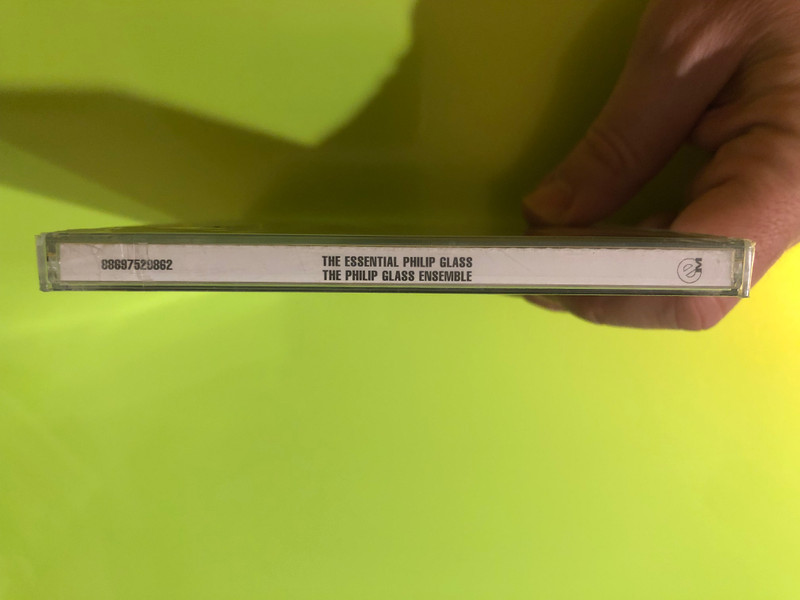 88697520862
THE ESSENTIAL PHILIP GLASS
THE PHILIP GLASS ENSEMBLE